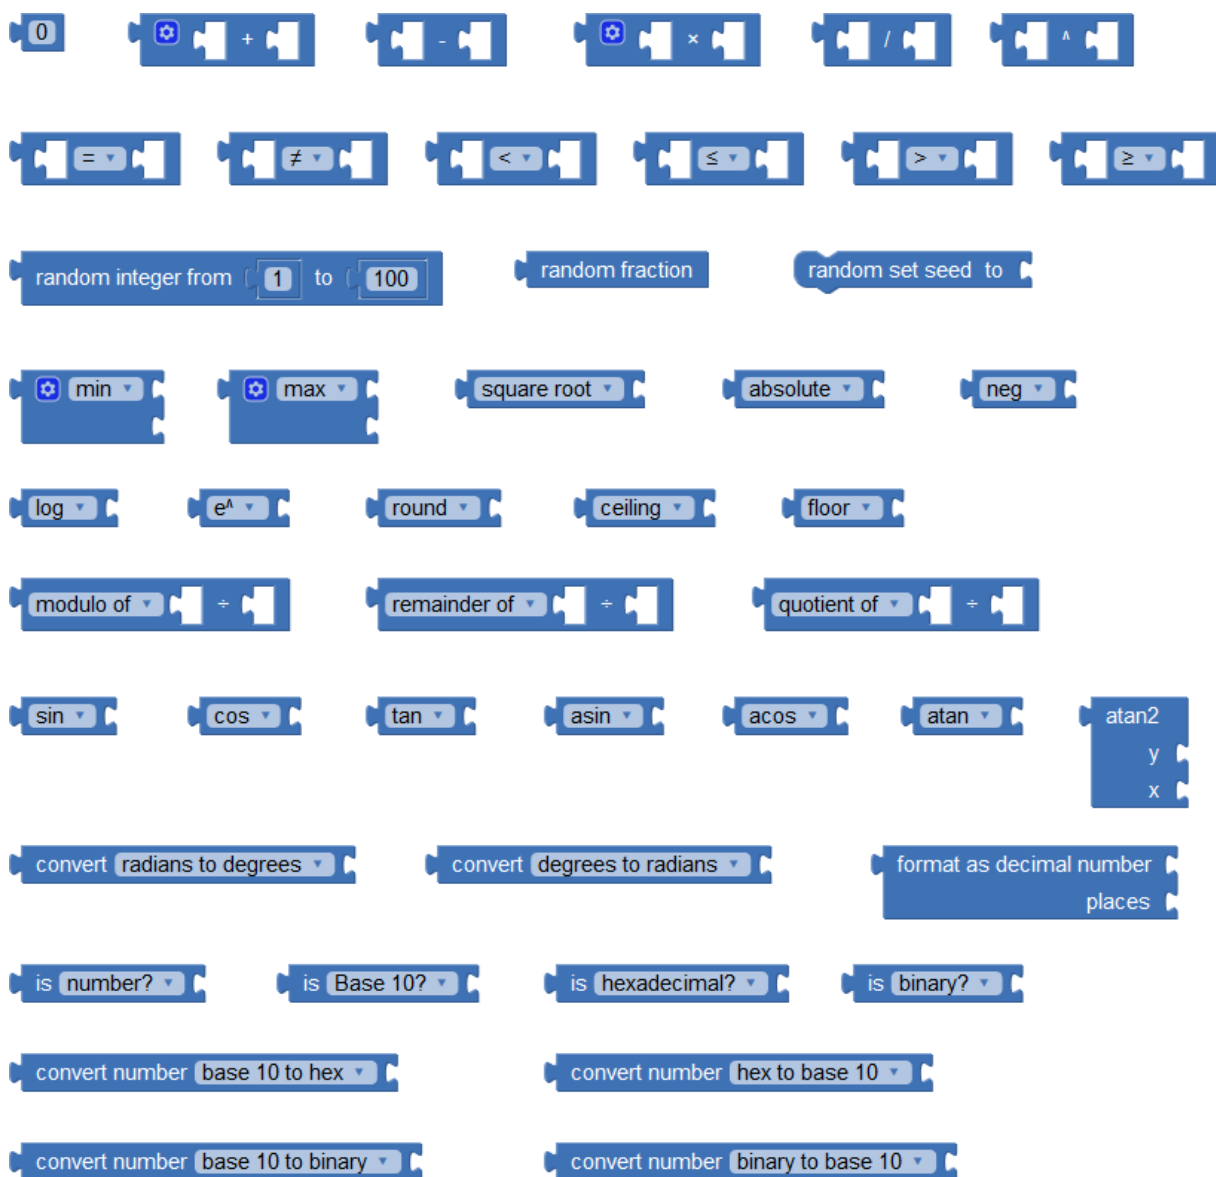 0 + - × / ^
= ≠ < ≤ > ≥
random integer from 1 to 100 random fraction random set seed to
min max square root absolute neg
log e^ round ceiling floor
modulo of ÷ remainder of ÷ quotient of ÷
sin cos tan asin acos atan atan2
y
x
convert radians to degrees convert degrees to radians format as decimal number
places
is number? is Base 10? is hexadecimal? is binary?
convert number base 10 to hex convert number hex to base 10
convert number base 10 to binary convert number binary to base 10